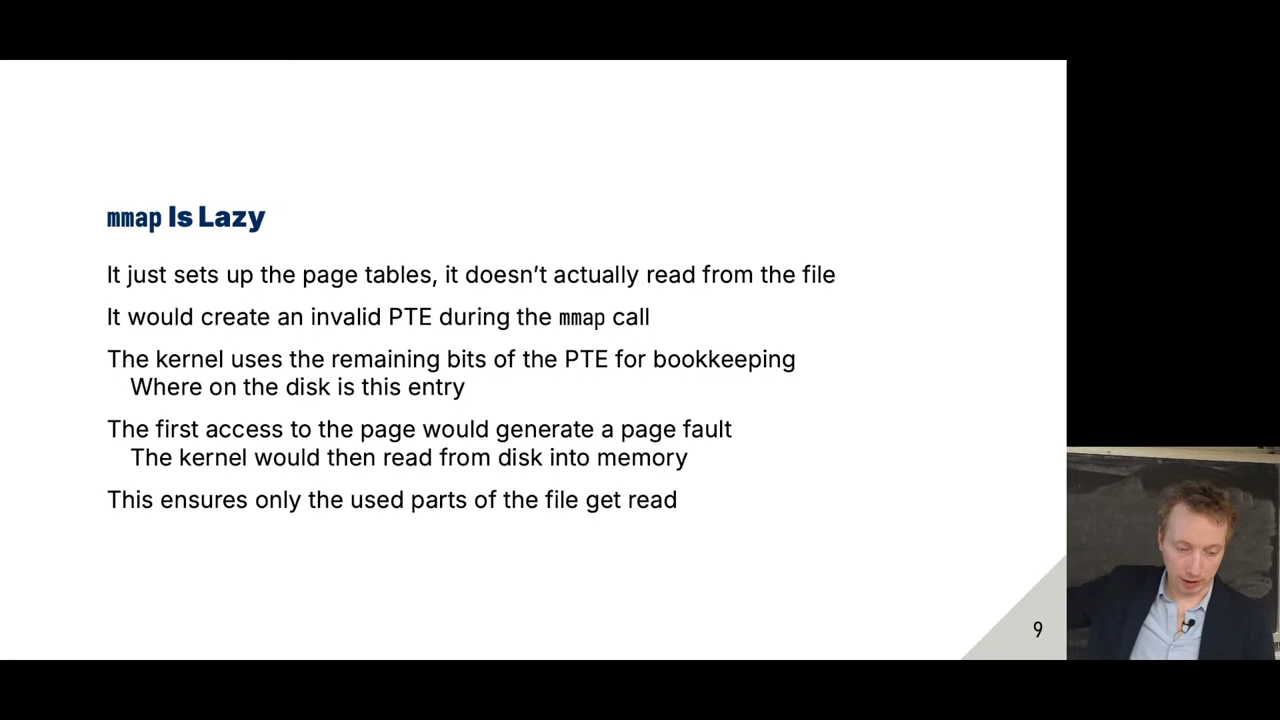 mmap Is Lazy
It just sets up the page tables, it doesn’t actually read from the file
It would create an invalid PTE during the mmap call
The kernel uses the remaining bits of the PTE for bookkeeping
Where on the disk is this entry
The first access to the page would generate a page fault
The kernel would then read from disk into memory
This ensures only the used parts of the file get read
9